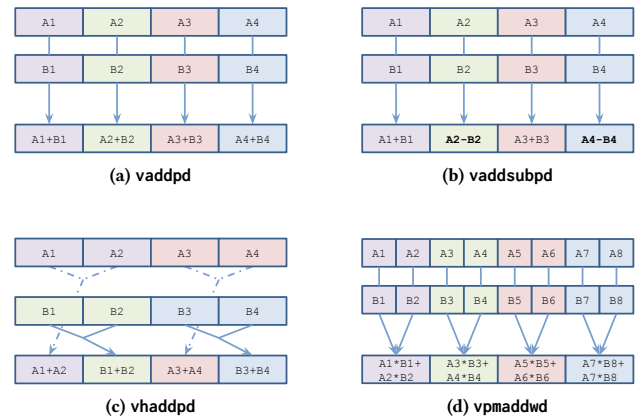 A1 A2 A3 A4
B1 B2 B3 B4
A1+B1 A2+B2 A3+B3 A4+B4
(a) vaddpd
A1 A2 A3 A4
B1 B2 B3 B4
A1+B1 A2-B2 A3+B3 A4-B4
(b) vaddsubpd
A1 A2 A3 A4
B1 B2 B3 B4
A1+A2 B1+B2 A3+A4 B3+B4
(c) vhaddpd
A1 A2 A3 A4 A5 A6 A7 A8
B1 B2 B3 B4 B5 B6 B7 B8
A1*B1+ A3*B3+ A5*B5+ A7*B8+
A2*B2 A4*B4 A6*B6 A7*B8
(d) vpmaddwd